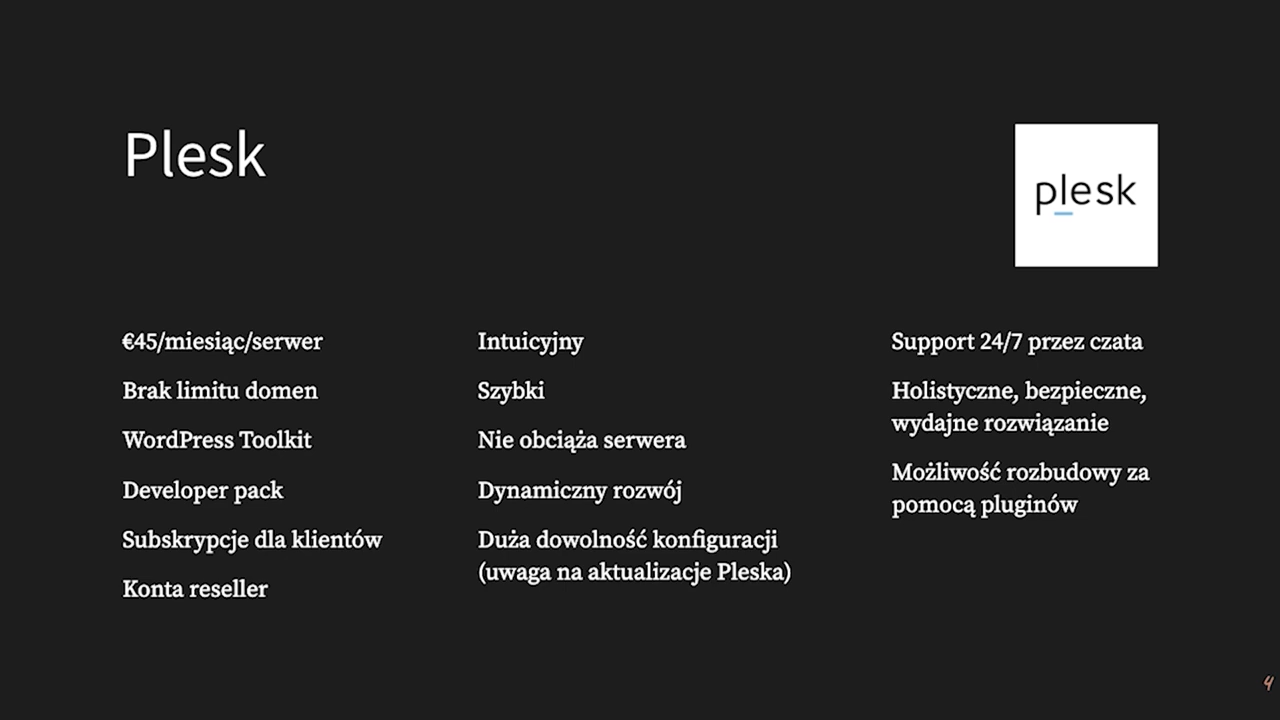 Plesk
plesk
€45/miesiąc/serwer
Brak limitu domen
WordPress Toolkit
Developer pack
Subskrypcje dla klientów
Konta reseller
Intuicyjny
Szybki
Nie obciąża serwera
Dynamiczny rozwój
Duża dowolność konfiguracji
(uwaga na aktualizacje Pleska)
Support 24/7 przez czata
Holistyczne, bezpieczne,
wydajne rozwiązanie
Możliwość rozbudowy za
pomocą pluginów
4